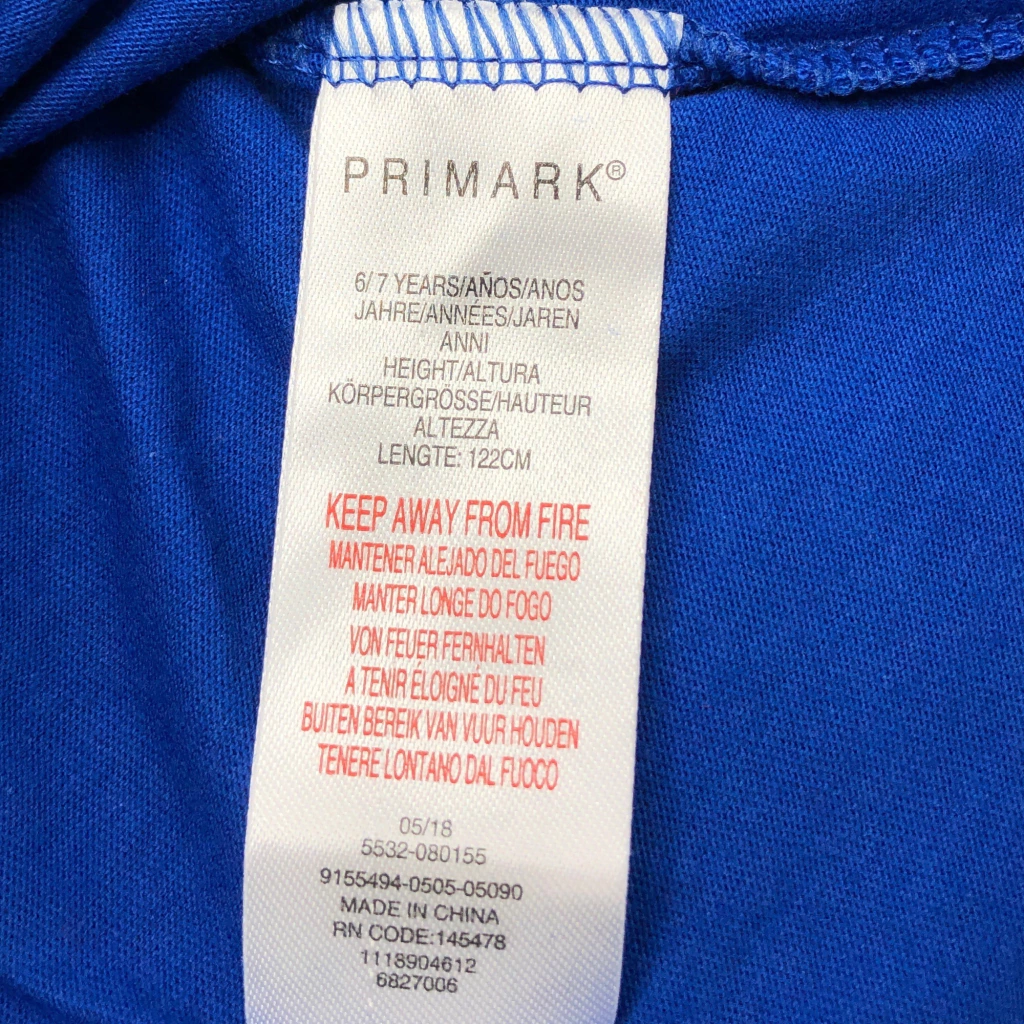 PRIMARK®
6/7 YEARS/AÑOS/ANOS
JAHRE/ANNÉES/JAREN
ANNI
HEIGHT/ALTURA
KÖRPERGRÖSSE/HAUTEUR
ALTEZZA
LENGTE: 122CM
KEEP AWAY FROM FIRE
MANTENER ALEJADO DEL FUEGO
MANTER LONGE DO FOGO
VON FEUER FERNHALTEN
A TENIR ÉLOIGNÉ DU FEU
BUITEN BEREIK VAN VUUR HOUDEN
TENERE LONTANO DAL FUOCO
05/18
5532-080155
9155494-0505-05090
MADE IN CHINA
RN CODE:145478
1118904612
6827006